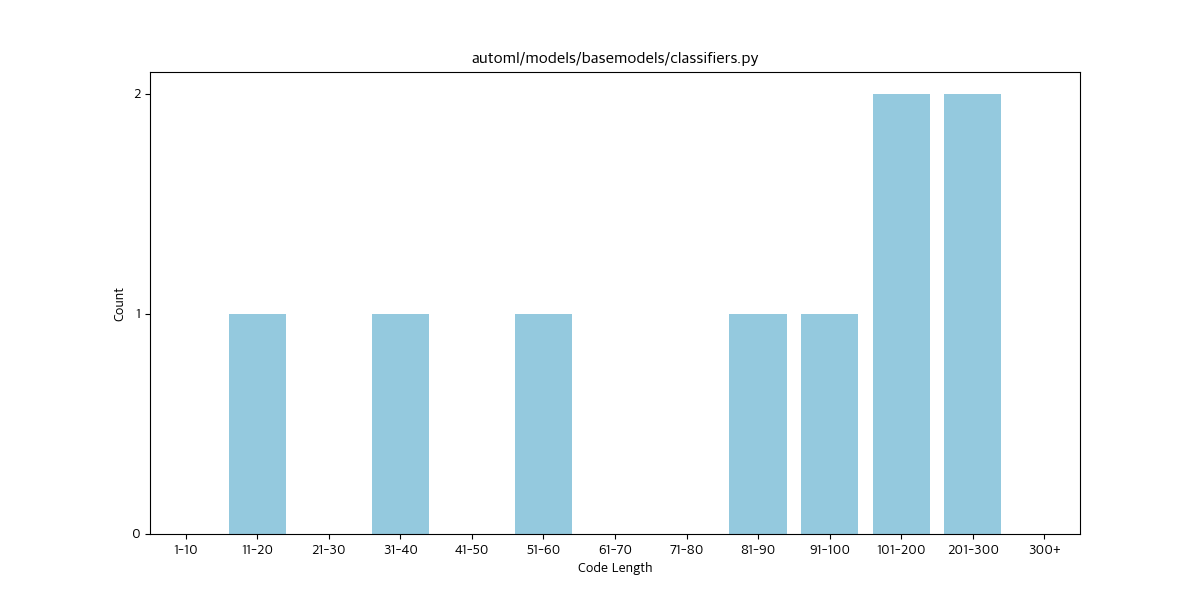 automl/models/basemodels/classifiers.py
Count
2
1
0
1-10 11-20 21-30 31-40 41-50 51-60 61-70 71-80 81-90 91-100 101-200 201-300 300+
Code Length